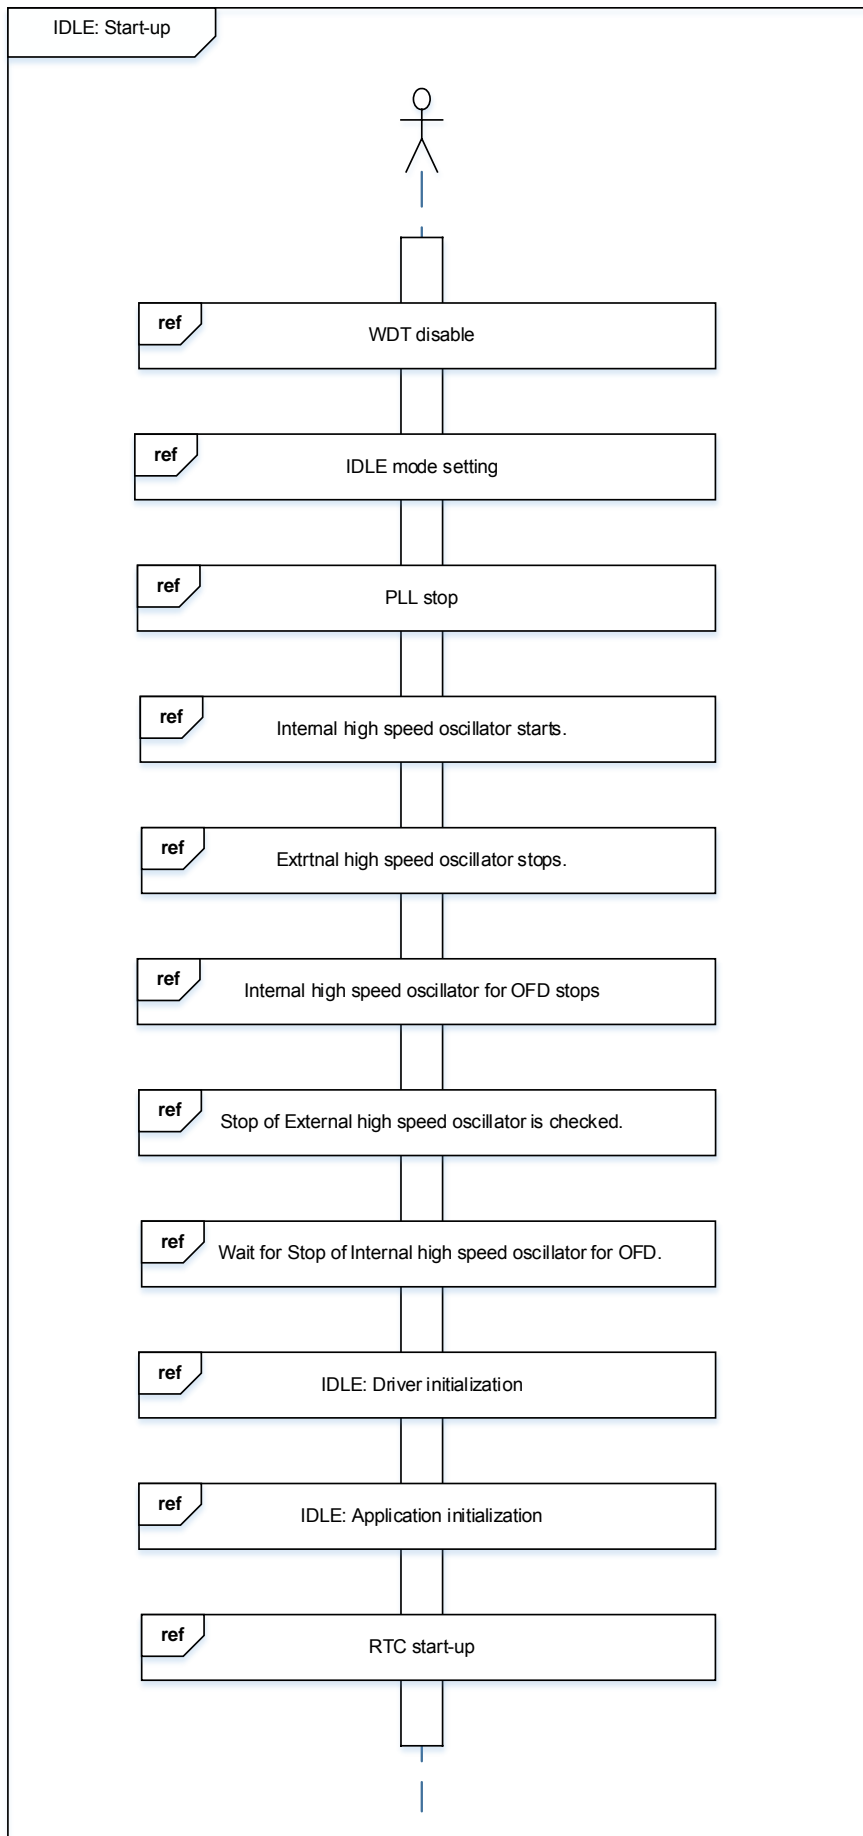 IDLE: Start-up
ref
WDT disable
ref
IDLE mode setting
ref
PLL stop
ref
Internal high speed oscillator starts.
ref
Extrtnal high speed oscillator stops.
ref
Internal high speed oscillator for OFD stops
ref
Stop of External high speed oscillator is checked.
ref
Wait for Stop of Internal high speed oscillator for OFD.
ref
IDLE: Driver initialization
ref
IDLE: Application initialization
ref
RTC start-up